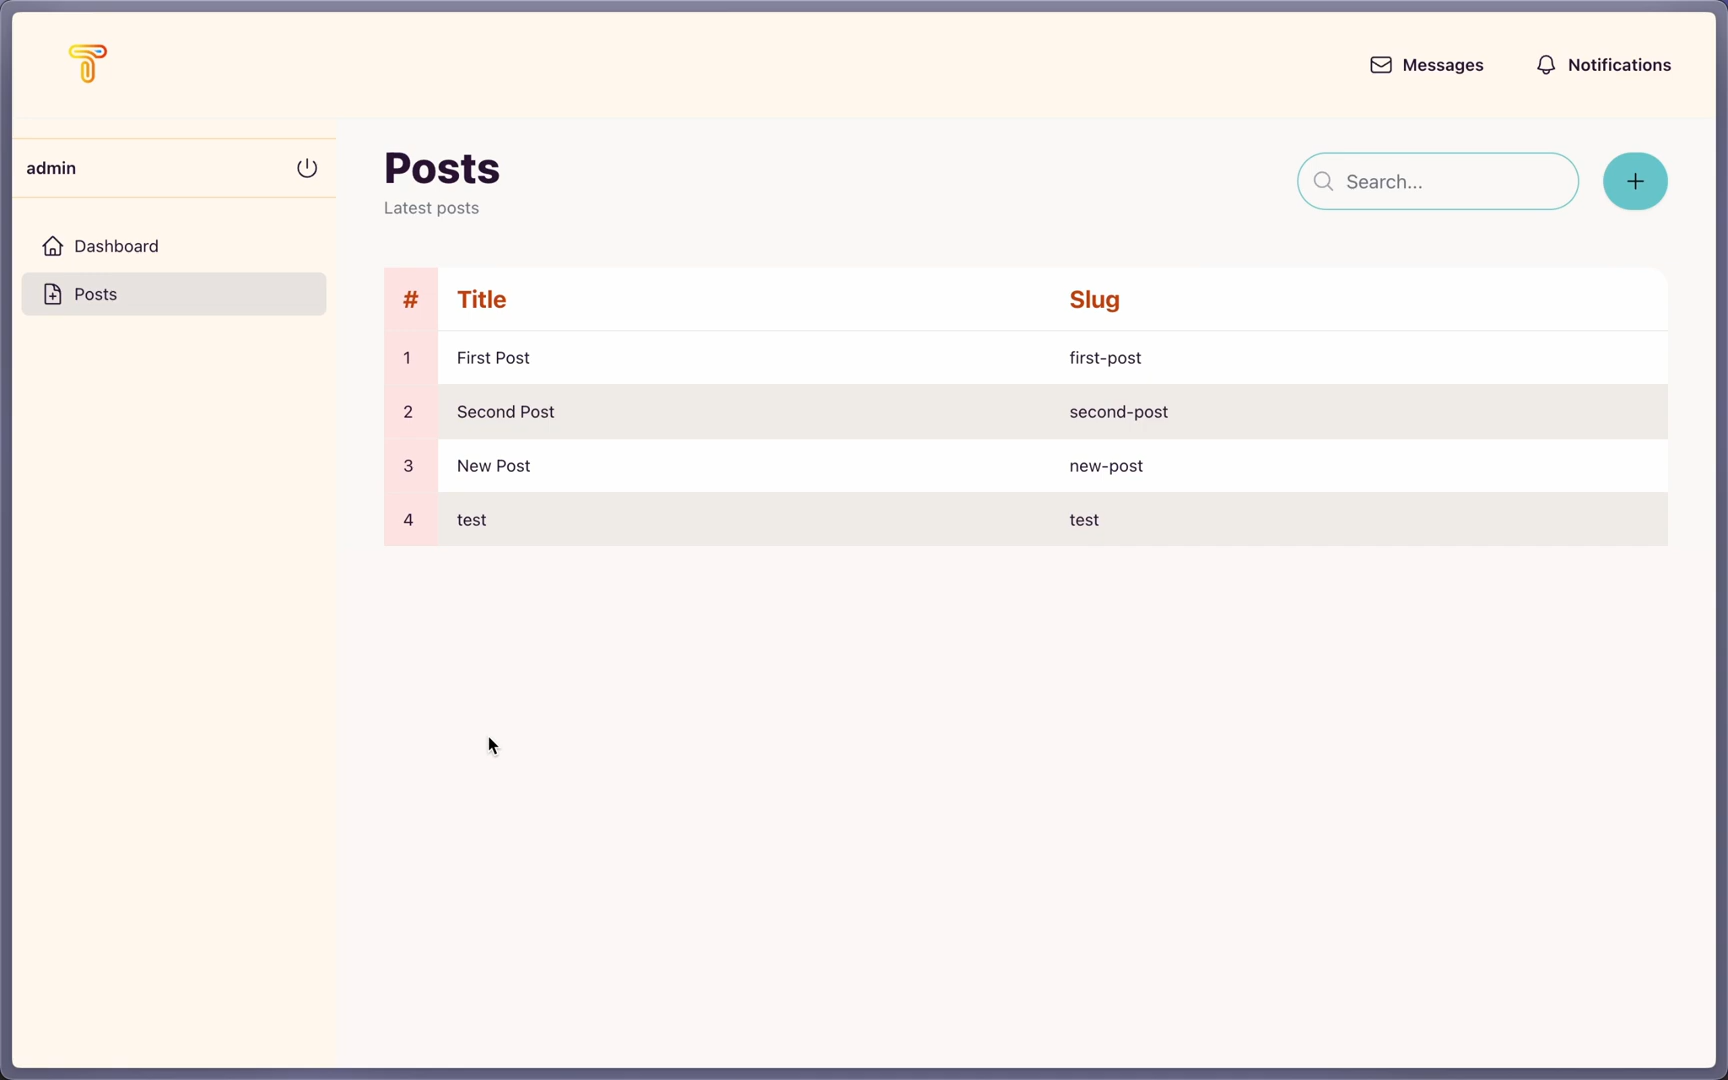 Messages Notifications
admin
Dashboard
Posts
Posts
Latest posts
Search...
# Title Slug
1 First Post first-post
2 Second Post second-post
3 New Post new-post
4 test test